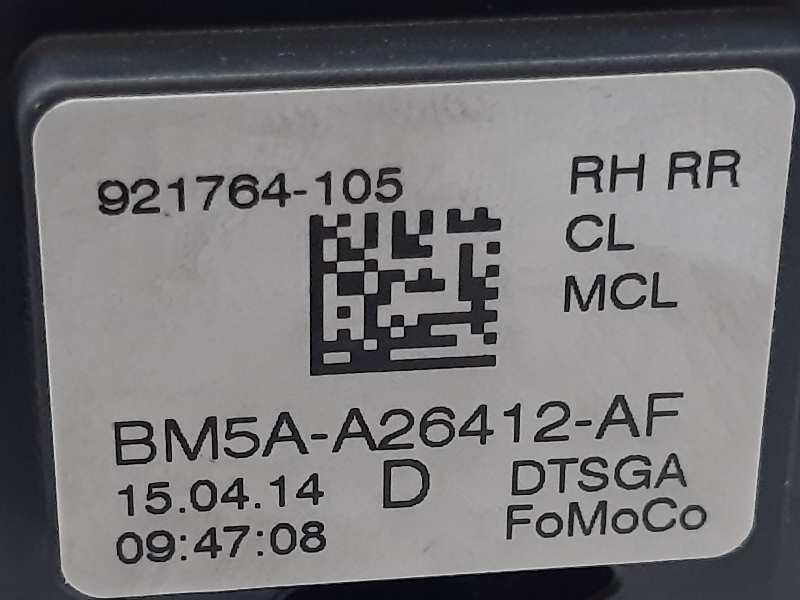 921764-105
RH RR
CL
MCL
BM5A-A26412-AF
15.04.14 D DTSGA
09:47:08 FoMoCo